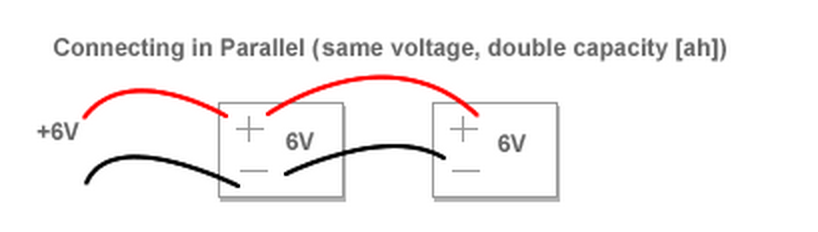 Connecting in Parallel (same voltage, double capacity [ah])
+6V
+ 6V
—
+ 6V
—